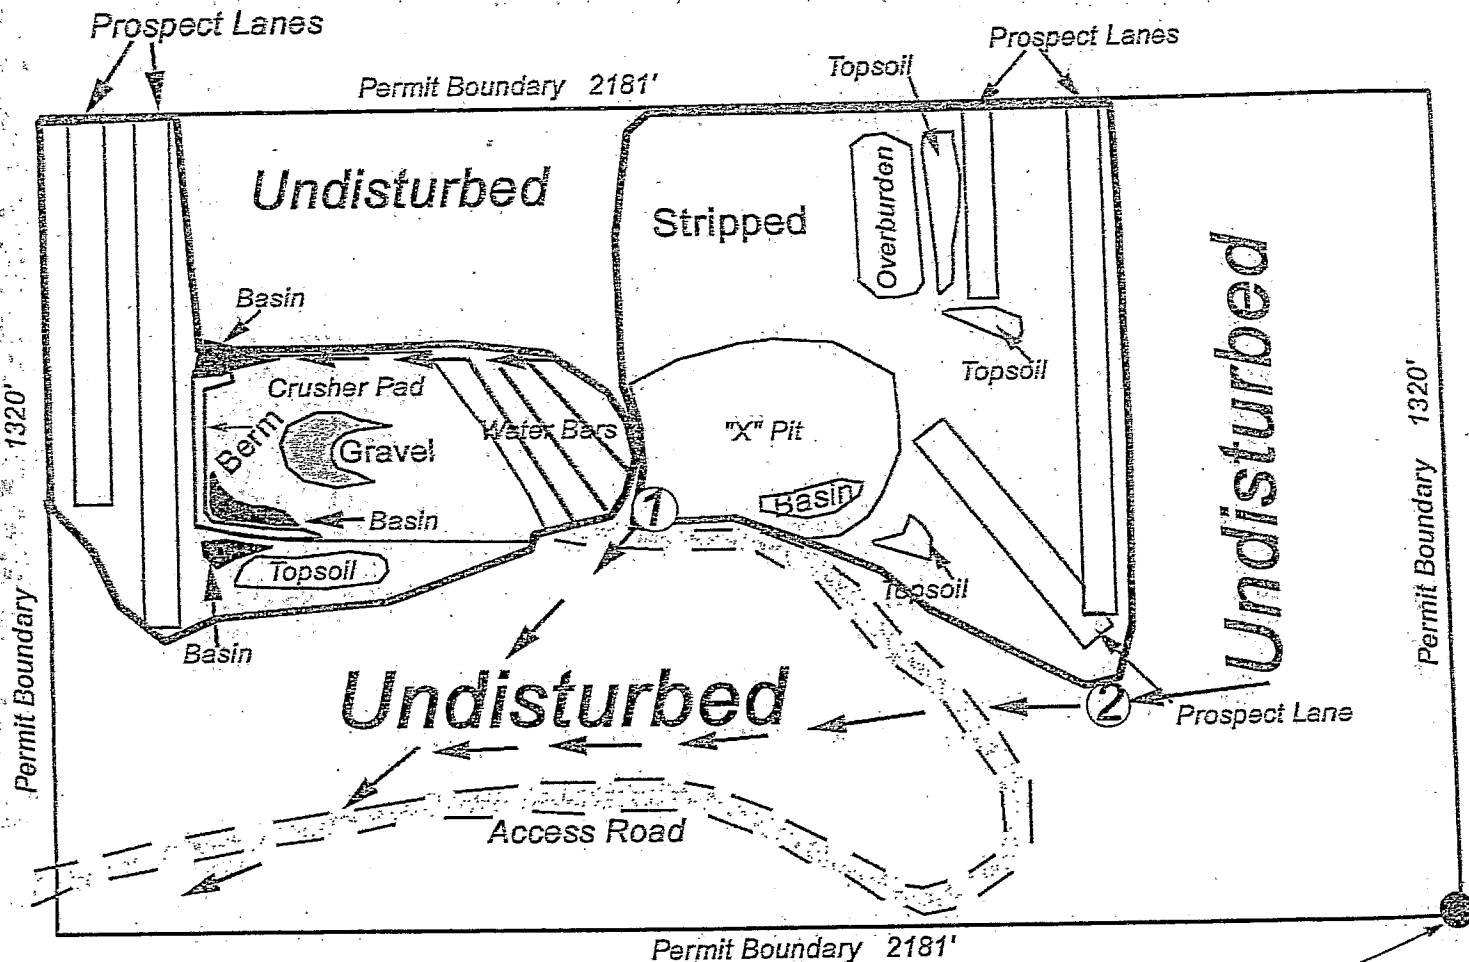 Prospect Lanes
Prospect Lanes
Topsoil
Permit Boundary 2181'
Undisturbed
Stripped
Overburden
Undisturbed
Basin
Topsoil
Crusher Pad
Water Bars
"X" Pit
Berm
Gravel
1320'
Permit Boundary
1320'
Permit Boundary
Basin
1
Basin
Topsoil
Topsoil
Basin
Undisturbed
2
Prospect Lane
Access Road
Permit Boundary 2181'